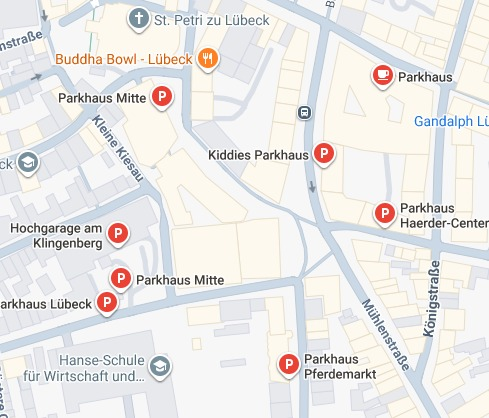 St. Petri zu Lübeck
nstraße
Buddha Bowl - Lübeck
Parkhaus
Parkhaus Mitte
P
Gandalph Lü
Kleine Kiesau
Kiddies Parkhaus
P
ck
Parkhaus
Haerder-Center
P
Hochgarage am
Klingenberg
P
Parkhaus Mitte
P
arkhaus Lübeck
P
Königstraße
Mühlenstraße
Hanse-Schule
für Wirtschaft und...
Parkhaus
Pferdemarkt
P